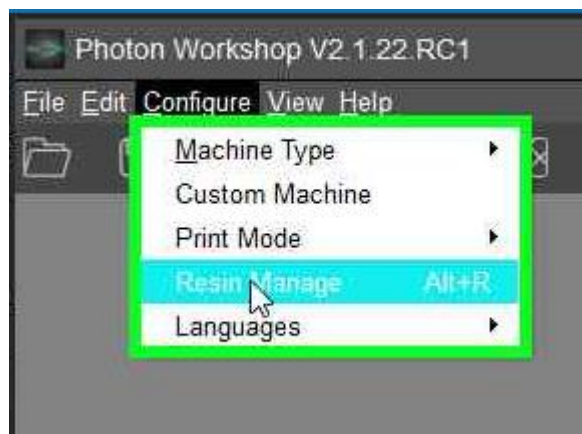 Photon Workshop V2.1.22.RC1
File Edit Configure View Help
Machine Type
Custom Machine
Print Mode
Resin Manage Alt+R
Languages